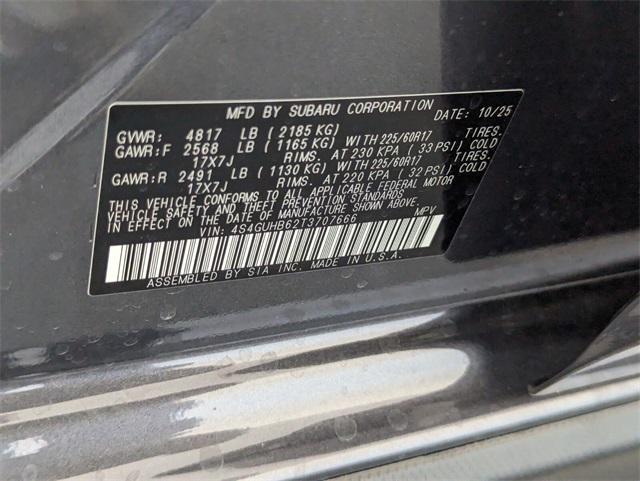 MFD BY SUBARU CORPORATION DATE: 10/25
GVWR: 4817 LB ( 2185 KG)
GAWR:F 2568 LB ( 1165 KG) WITH 225/60R17 TIRES.
17X7J RIMS. AT 230 KPA ( 33 PSI) COLD
GAWR:R 2491 LB ( 1130 KG) WITH 225/60R17 TIRES.
17X7J RIMS. AT 220 KPA ( 32 PSI) COLD
THIS VEHICLE CONFORMS TO ALL APPLICABLE FEDERAL MOTOR
VEHICLE SAFETY AND THEFT PREVENTION STANDARDS
IN EFFECT ON THE DATE OF MANUFACTURE SHOWN ABOVE.
VIN: 4S4GUHB62T3707666 MPV
ASSEMBLED BY SIA INC. MADE IN U.S.A.